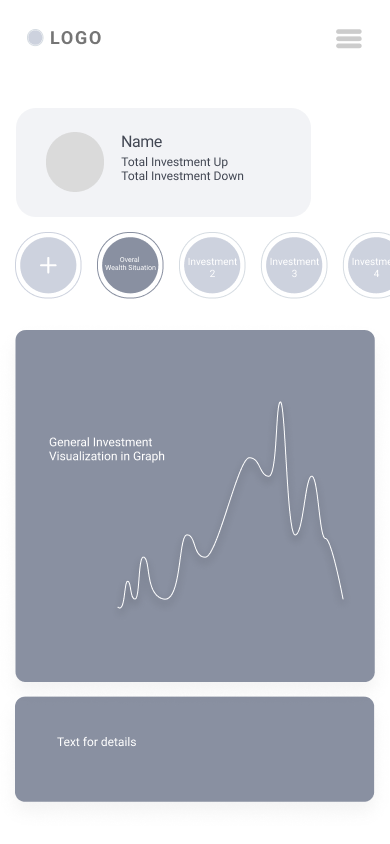 LOGO
Name
Total Investment Up
Total Investment Down
Overal
Wealth Situation
Investment
2
Investment
3
Investme
4
General Investment
Visualization in Graph
Text for details